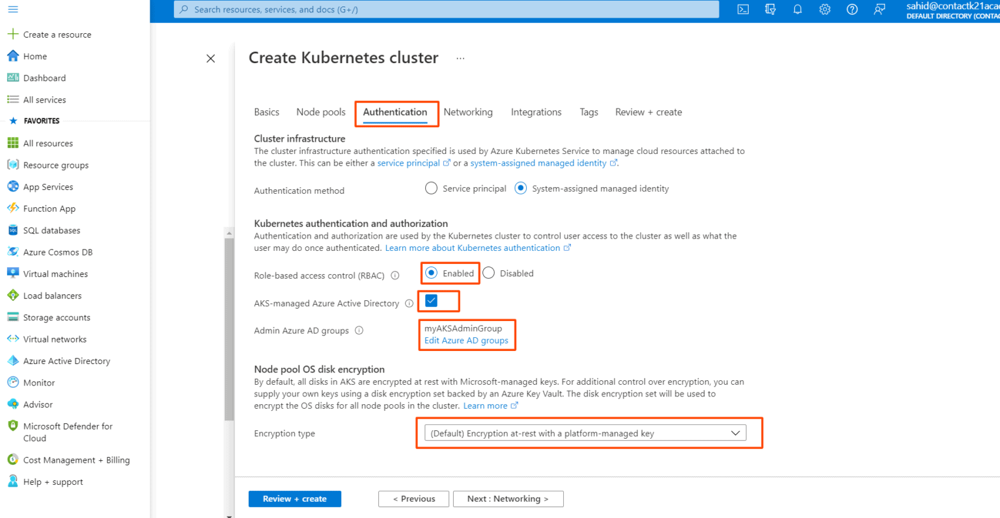 Search resources, services, and docs (G+/)
sahid@contactk21aca
DEFAULT DIRECTORY (CONTAC
Create a resource
Home
Dashboard
All services
FAVORITES
All resources
Resource groups
App Services
Function App
SQL databases
Azure Cosmos DB
Virtual machines
Load balancers
Storage accounts
Virtual networks
Azure Active Directory
Monitor
Advisor
Microsoft Defender for
Cloud
Cost Management + Billing
Help + support
Create Kubernetes cluster ...
Basics Node pools Authentication Networking Integrations Tags Review + create
Cluster infrastructure
The cluster infrastructure authentication specified is used by Azure Kubernetes Service to manage cloud resources attached to
the cluster. This can be either a service principal or a system-assigned managed identity .
Authentication method Service principal System-assigned managed identity
Kubernetes authentication and authorization
Authentication and authorization are used by the Kubernetes cluster to control user access to the cluster as well as what the
user may do once authenticated. Learn more about Kubernetes authentication
Role-based access control (RBAC) Enabled Disabled
AKS-managed Azure Active Directory
Admin Azure AD groups myAKSAdminGroup
Edit Azure AD groups
Node pool OS disk encryption
By default, all disks in AKS are encrypted at rest with Microsoft-managed keys. For additional control over encryption, you can
supply your own keys using a disk encryption set backed by an Azure Key Vault. The disk encryption set will be used to
encrypt the OS disks for all node pools in the cluster. Learn more
Encryption type (Default) Encryption at-rest with a platform-managed key
Review + create < Previous Next : Networking >